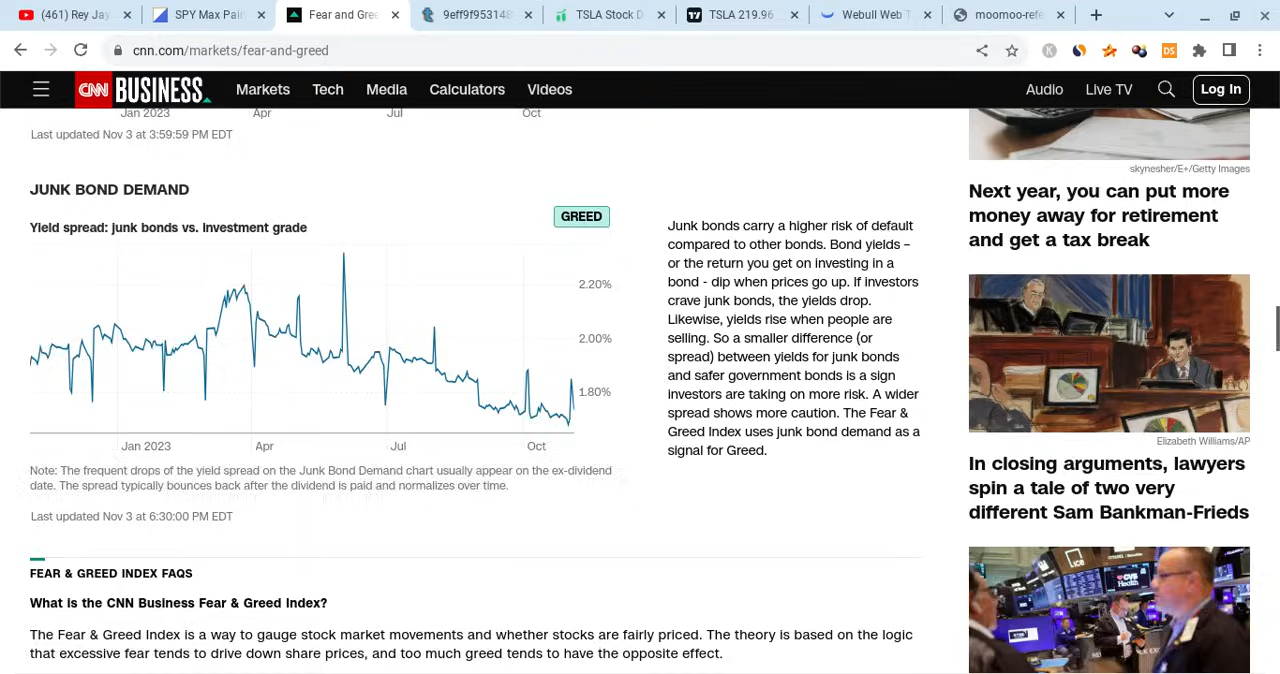 (461) Rey Jay
SPY Max Pain
Fear and Gree
9eff9f953148
TSLA Stock D
TSLA 219.96
Webull Web T
moomoo-refe
cnn.com/markets/fear-and-greed
K
DS
CNN BUSINESS
Markets
Tech
Media
Calculators
Videos
Audio
Live TV
Log In
Jan 2023
Apr
Jul
Oct
Last updated Nov 3 at 3:59:59 PM EDT
JUNK BOND DEMAND
Yield spread: junk bonds vs. investment grade
GREED
2.20%
2.00%
1.80%
Jan 2023
Apr
Jul
Oct
Note: The frequent drops of the yield spread on the Junk Bond Demand chart usually appear on the ex-dividend
date. The spread typically bounces back after the dividend is paid and normalizes over time.
Last updated Nov 3 at 6:30:00 PM EDT
Junk bonds carry a higher risk of default
compared to other bonds. Bond yields –
or the return you get on investing in a
bond - dip when prices go up. If investors
crave junk bonds, the yields drop.
Likewise, yields rise when people are
selling. So a smaller difference (or
spread) between yields for junk bonds
and safer government bonds is a sign
investors are taking on more risk. A wider
spread shows more caution. The Fear &
Greed Index uses junk bond demand as a
signal for Greed.
FEAR & GREED INDEX FAQS
What is the CNN Business Fear & Greed Index?
The Fear & Greed Index is a way to gauge stock market movements and whether stocks are fairly priced. The theory is based on the logic
that excessive fear tends to drive down share prices, and too much greed tends to have the opposite effect.
skynesher/E+/Getty Images
Next year, you can put more
money away for retirement
and get a tax break
Elizabeth Williams/AP
In closing arguments, lawyers
spin a tale of two very
different Sam Bankman-Frieds
CVS
Health